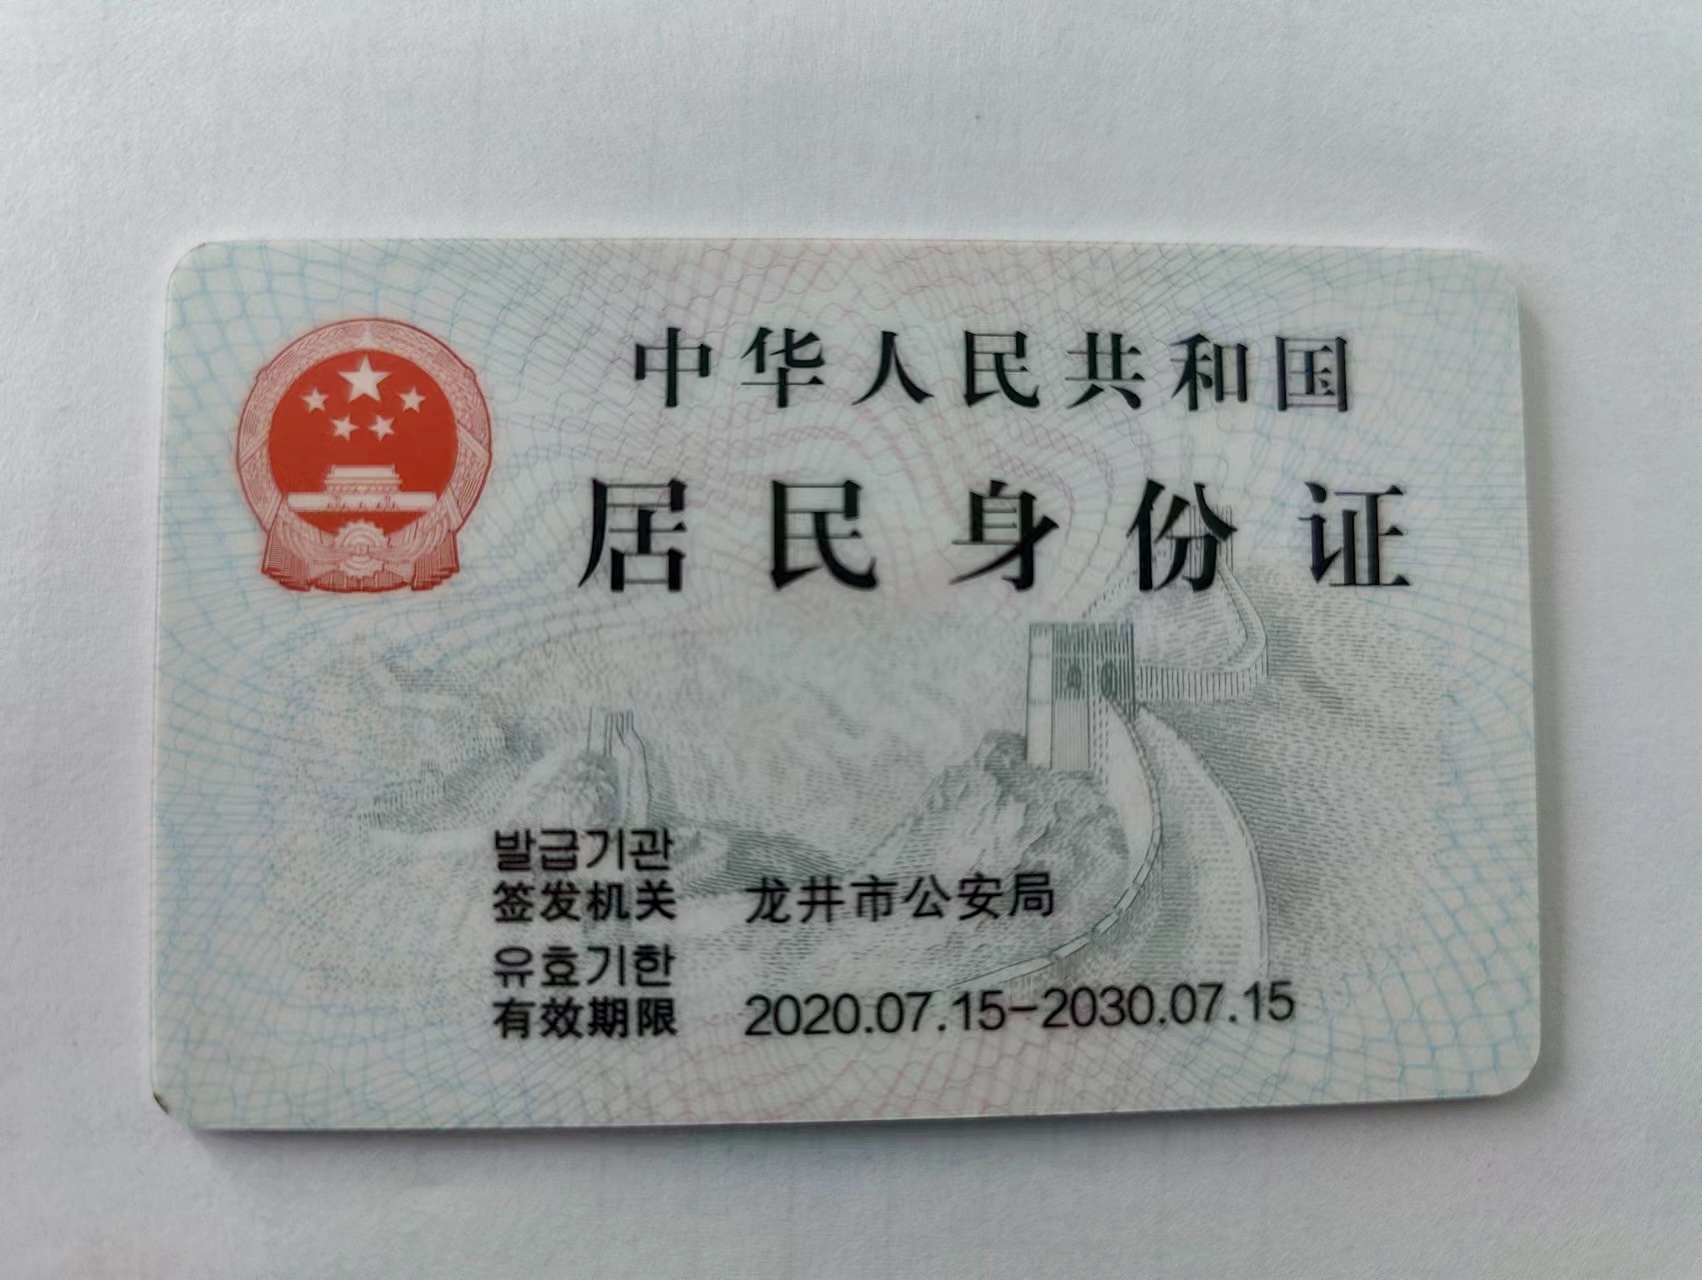 中华人民共和国
居民身份证
발급기관
签发机关 龙井市公安局
유효기한
有效期限 2020.07.15-2030.07.15